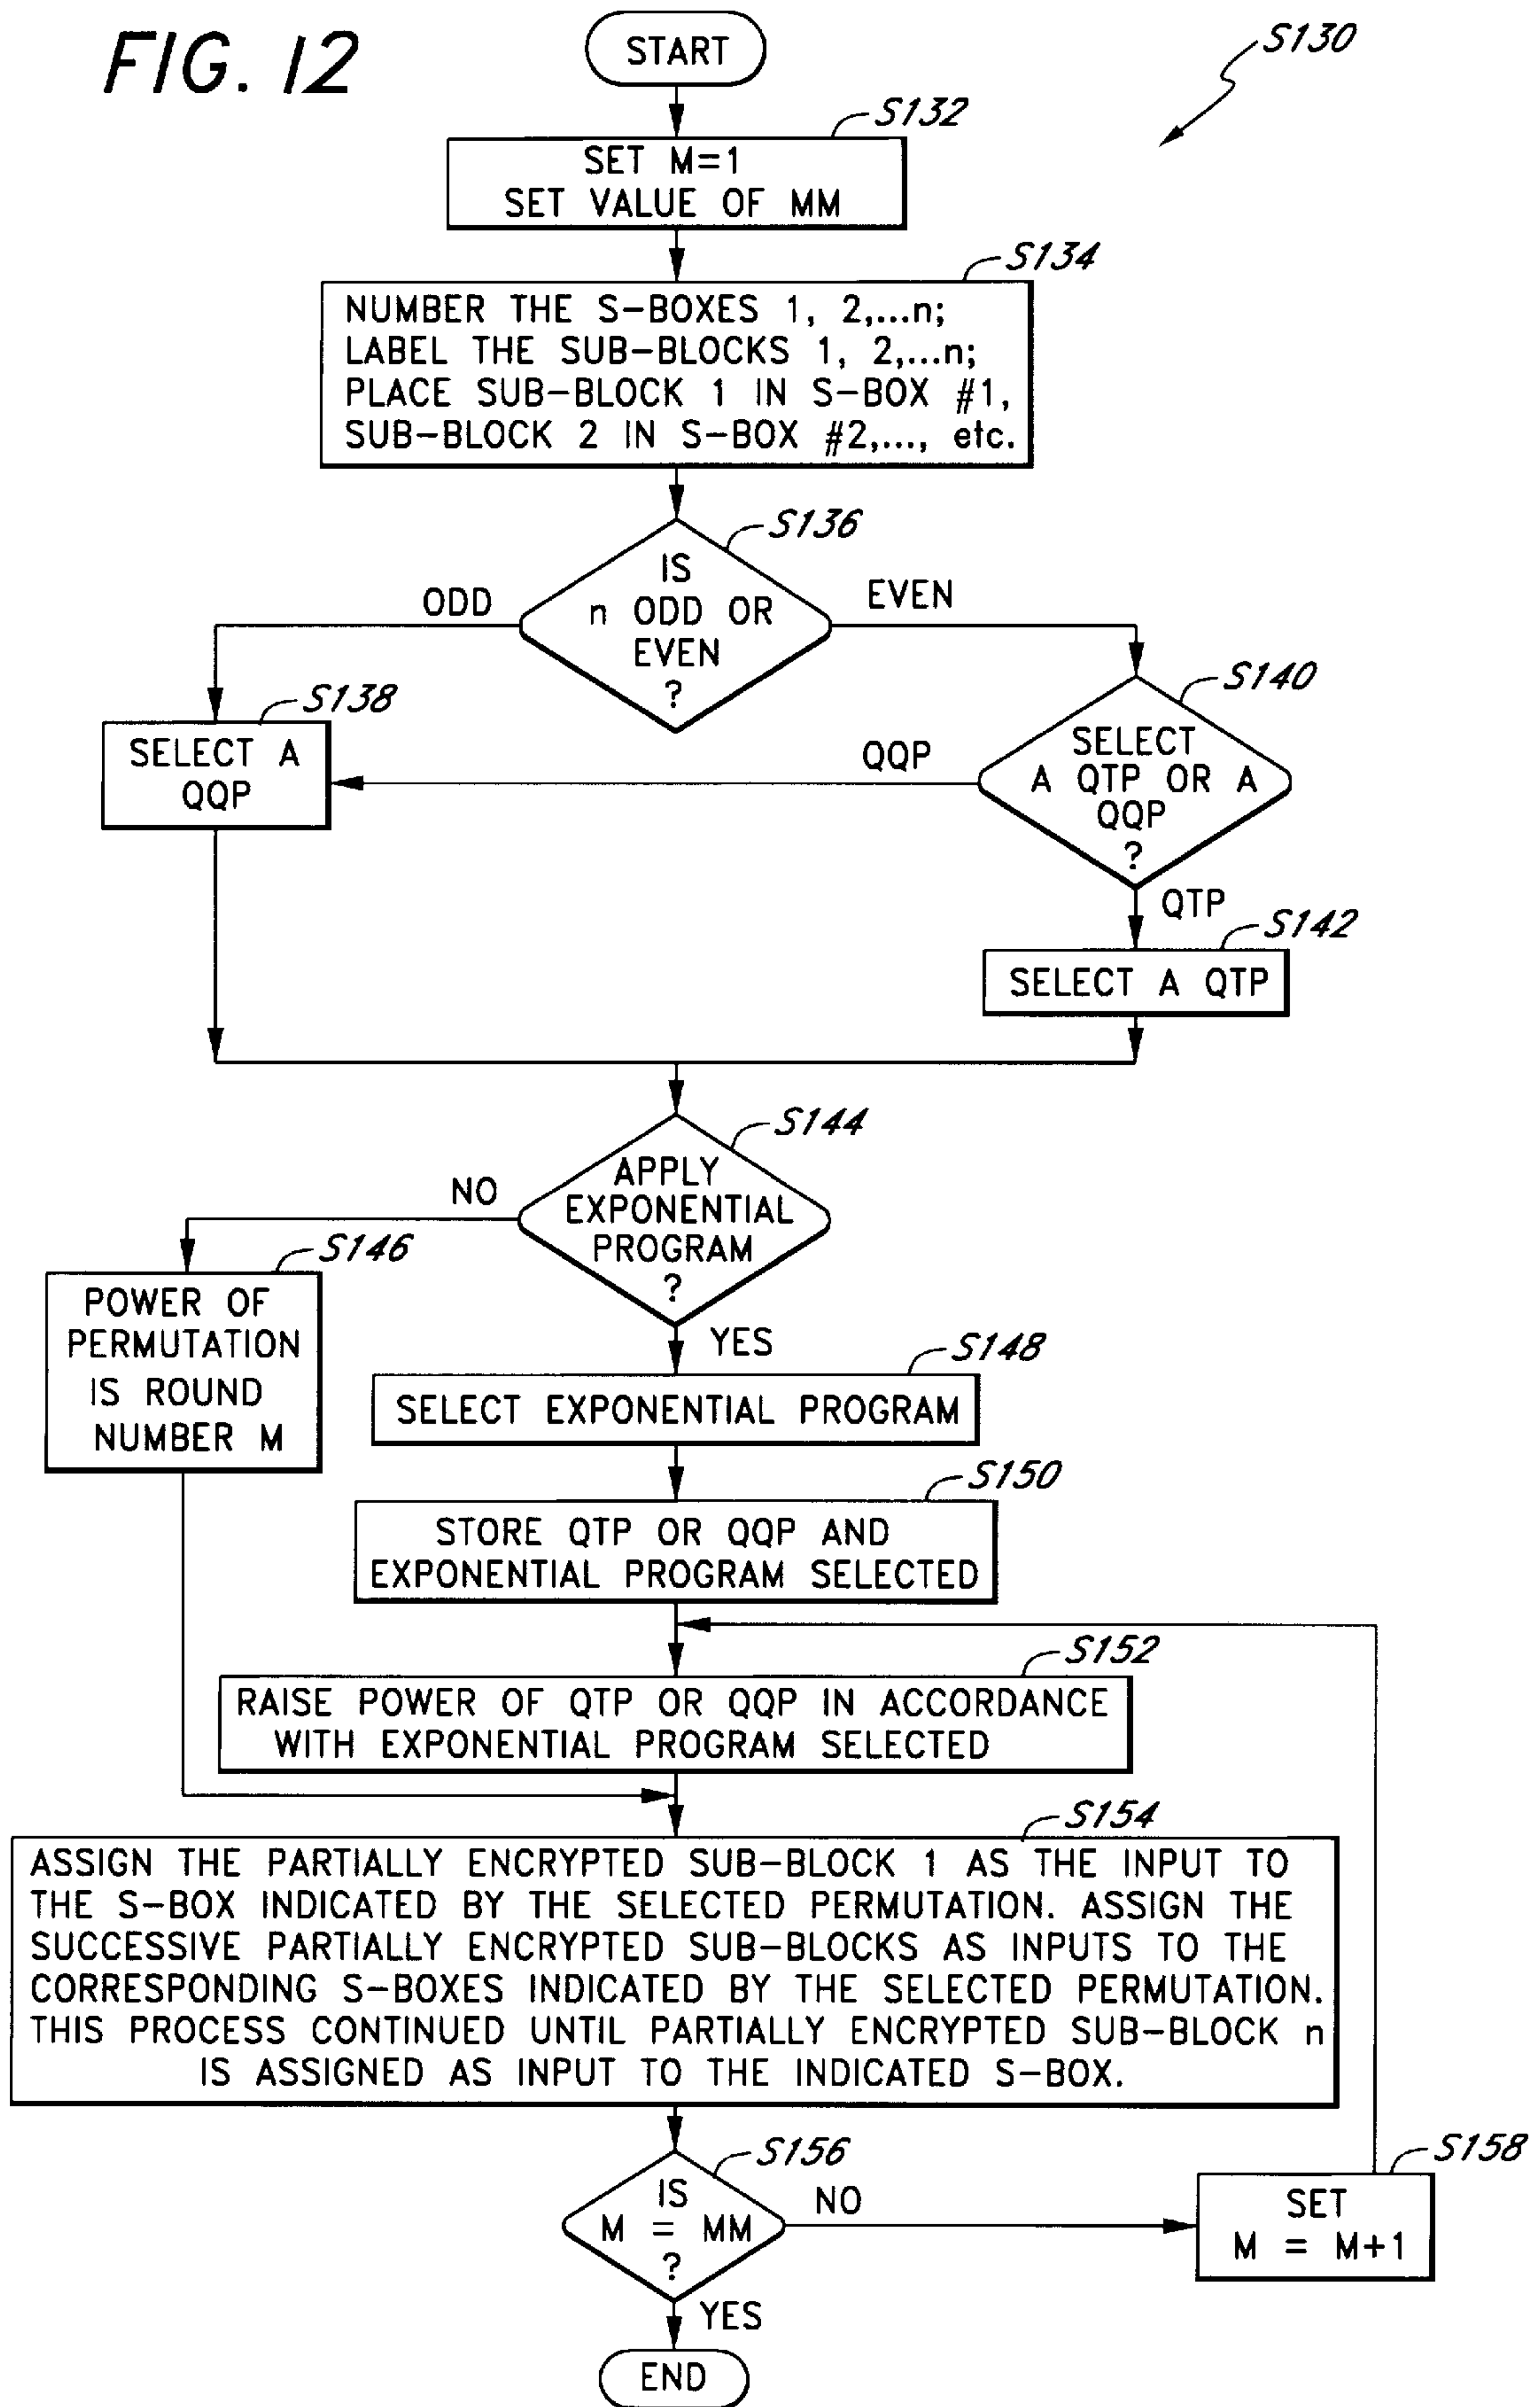 FIG. 12
START
S130
S132
SET M=1
SET VALUE OF MM
S134
NUMBER THE S-BOXES 1, 2,...n;
LABEL THE SUB-BLOCKS 1, 2,...n;
PLACE SUB-BLOCK 1 IN S-BOX #1,
SUB-BLOCK 2 IN S-BOX #2,..., etc.
S136
IS
n ODD OR
EVEN
?
ODD
EVEN
S138
SELECT A
QQP
S140
SELECT
A QTP OR A
QQP
?
QQP
QTP
S142
SELECT A QTP
S144
APPLY
EXPONENTIAL
PROGRAM
?
NO
YES
S146
POWER OF
PERMUTATION
IS ROUND
NUMBER M
S148
SELECT EXPONENTIAL PROGRAM
S150
STORE QTP OR QQP AND
EXPONENTIAL PROGRAM SELECTED
S152
RAISE POWER OF QTP OR QQP IN ACCORDANCE
WITH EXPONENTIAL PROGRAM SELECTED
S154
ASSIGN THE PARTIALLY ENCRYPTED SUB-BLOCK 1 AS THE INPUT TO
THE S-BOX INDICATED BY THE SELECTED PERMUTATION. ASSIGN THE
SUCCESSIVE PARTIALLY ENCRYPTED SUB-BLOCKS AS INPUTS TO THE
CORRESPONDING S-BOXES INDICATED BY THE SELECTED PERMUTATION.
THIS PROCESS CONTINUED UNTIL PARTIALLY ENCRYPTED SUB-BLOCK n
IS ASSIGNED AS INPUT TO THE INDICATED S-BOX.
S156
IS
M = MM
?
NO
S158
SET
M = M+1
YES
END